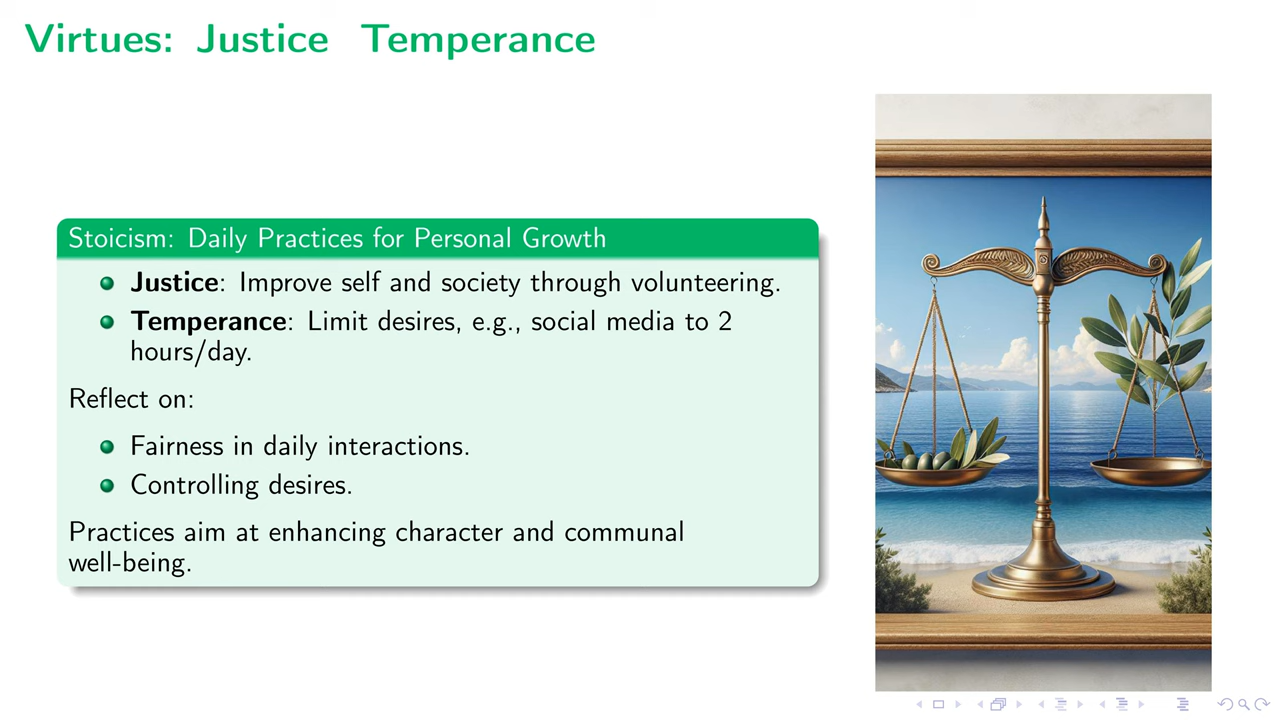 Virtues: Justice Temperance
Stoicism: Daily Practices for Personal Growth
Justice: Improve self and society through volunteering.
Temperance: Limit desires, e.g., social media to 2
hours/day.
Reflect on:
Fairness in daily interactions.
Controlling desires.
Practices aim at enhancing character and communal
well-being.